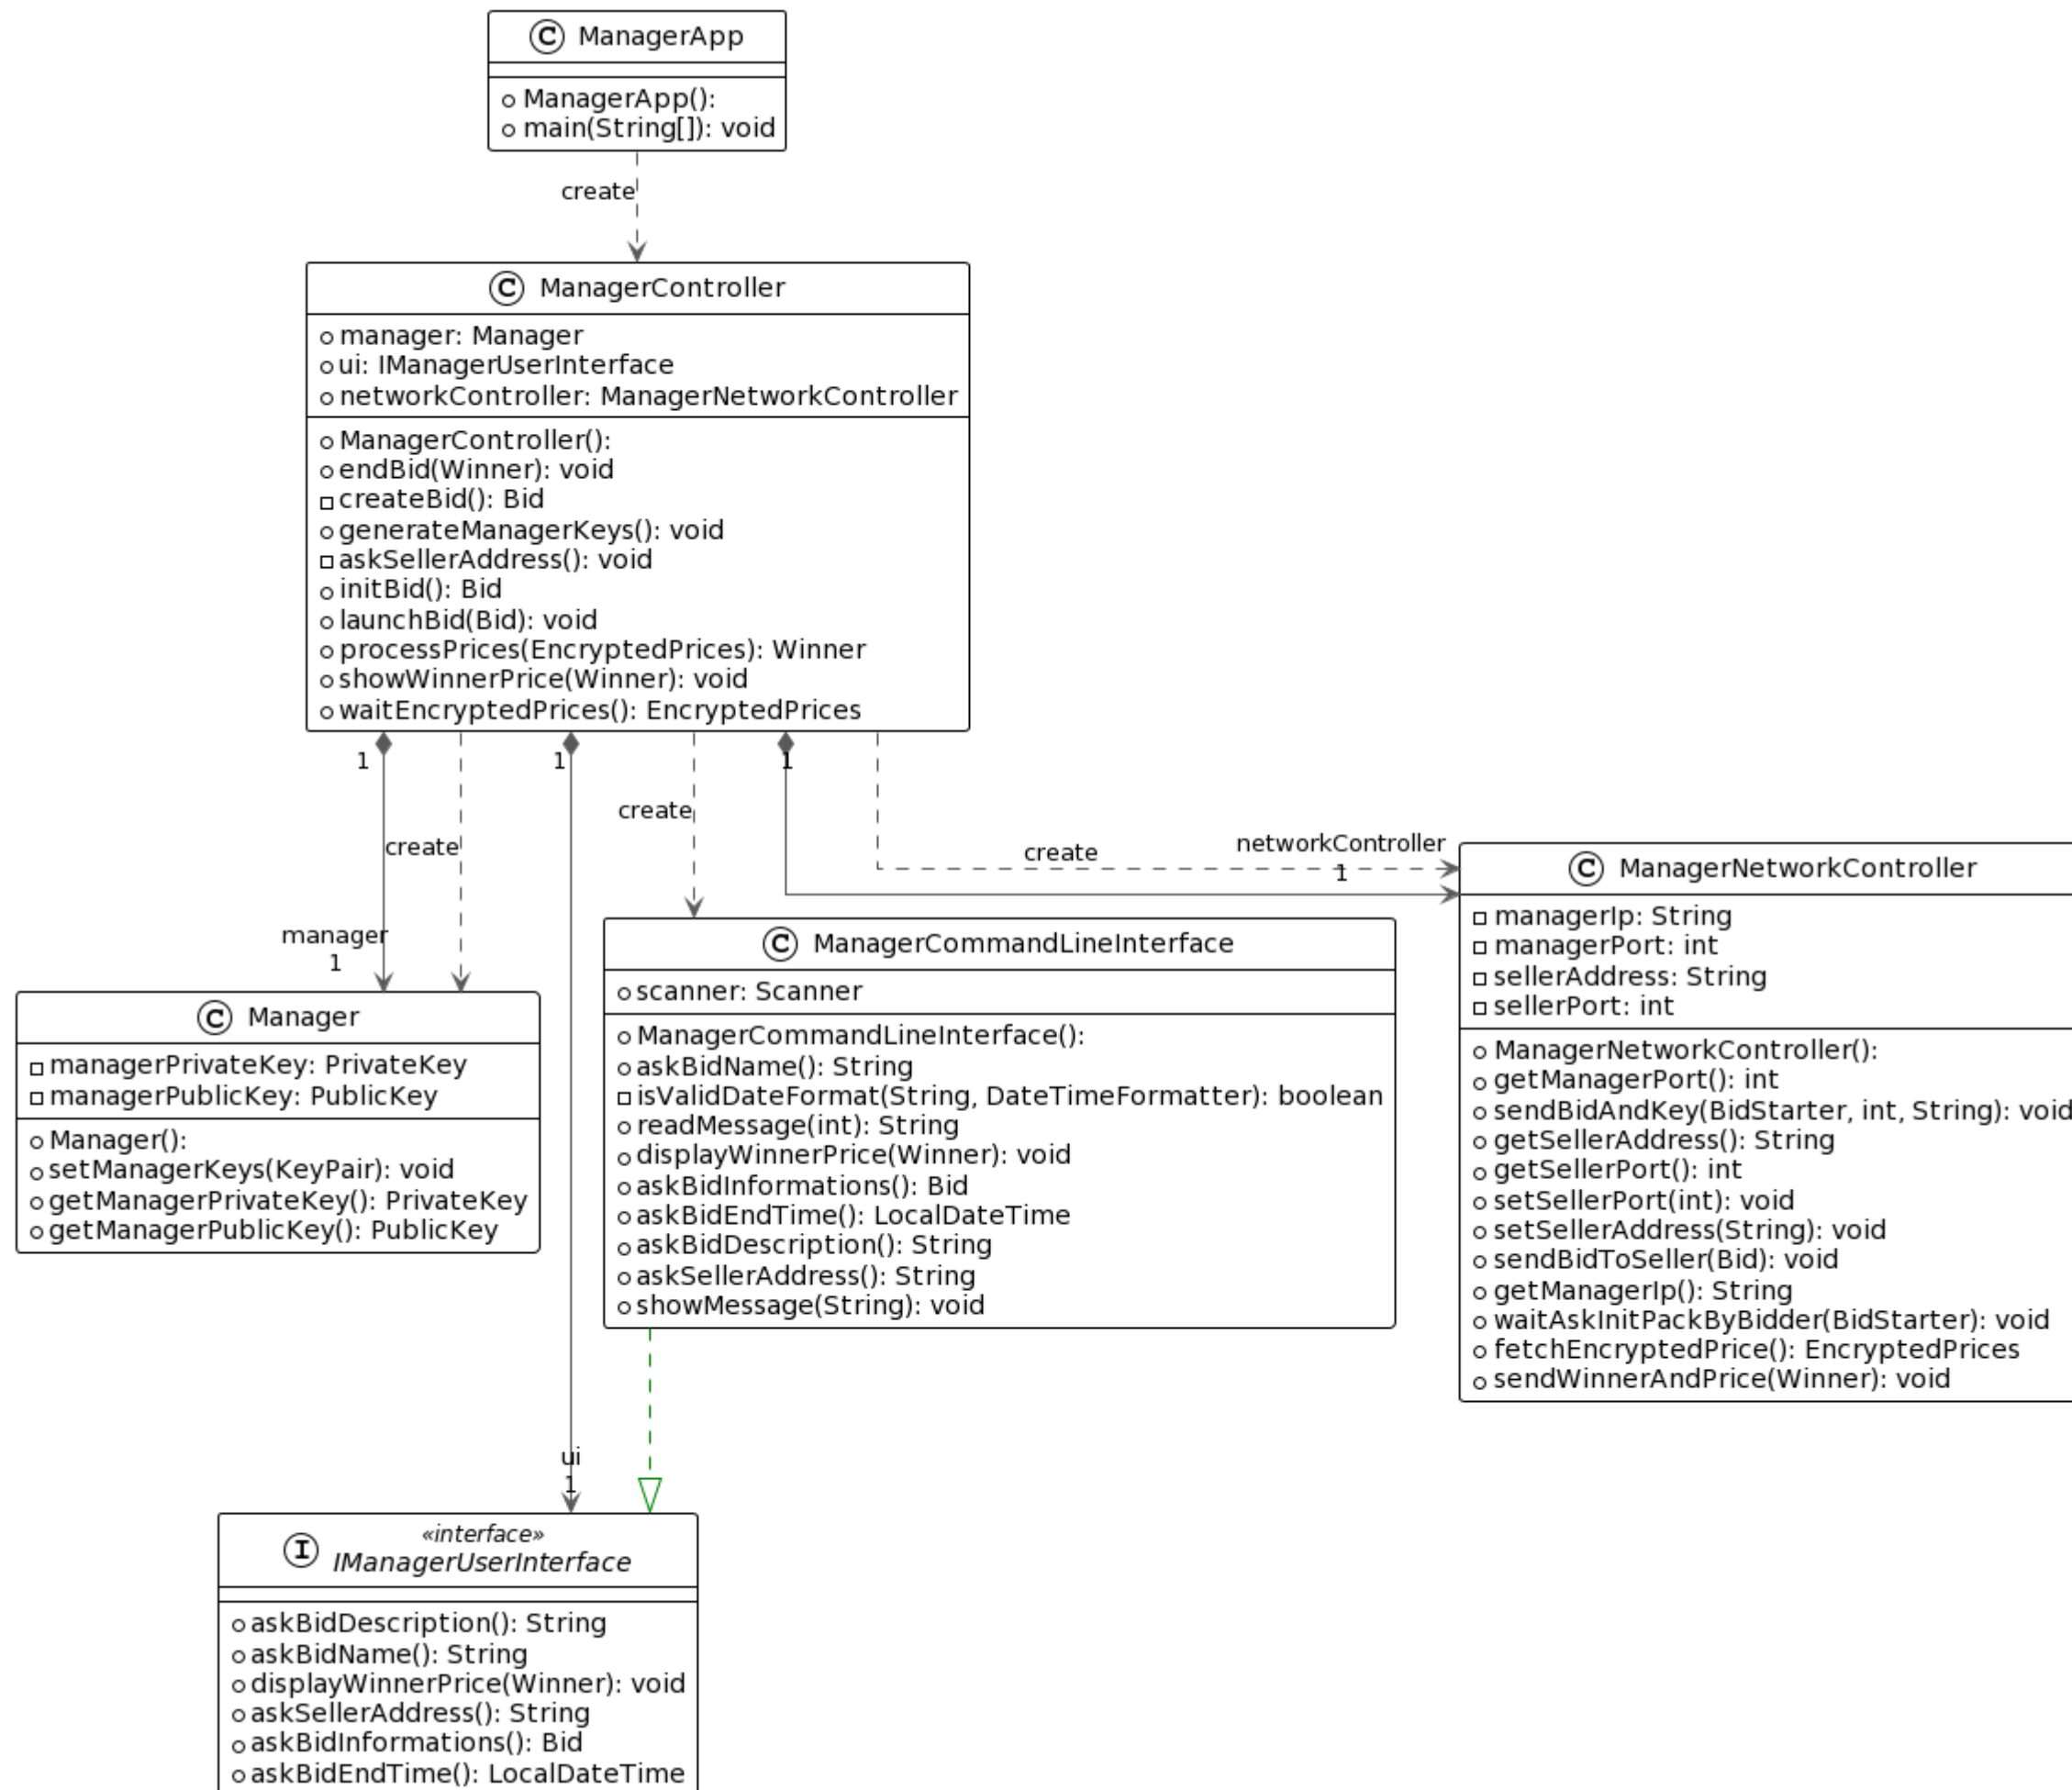 C ManagerApp
ManagerApp():
main(String[]): void
create
C ManagerController
manager: Manager
ui: IManagerUserInterface
networkController: ManagerNetworkController
ManagerController():
endBid(Winner): void
createBid(): Bid
generateManagerKeys(): void
askSellerAddress(): void
initBid(): Bid
launchBid(Bid): void
processPrices(EncryptedPrices): Winner
showWinnerPrice(Winner): void
waitEncryptedPrices(): EncryptedPrices
1
1
1
create
create
create
networkController
1
manager
1
C Manager
managerPrivateKey: PrivateKey
managerPublicKey: PublicKey
Manager():
setManagerKeys(KeyPair): void
getManagerPrivateKey(): PrivateKey
getManagerPublicKey(): PublicKey
C ManagerCommandLineInterface
scanner: Scanner
ManagerCommandLineInterface():
askBidName(): String
isValidDateFormat(String, DateTimeFormatter): boolean
readMessage(int): String
displayWinnerPrice(Winner): void
askBidInformations(): Bid
askBidEndTime(): LocalDateTime
askBidDescription(): String
askSellerAddress(): String
showMessage(String): void
C ManagerNetworkController
managerIp: String
managerPort: int
sellerAddress: String
sellerPort: int
ManagerNetworkController():
getManagerPort(): int
sendBidAndKey(BidStarter, int, String): void
getSellerAddress(): String
getSellerPort(): int
setSellerPort(int): void
setSellerAddress(String): void
sendBidToSeller(Bid): void
getManagerIp(): String
waitAskInitPackByBidder(BidStarter): void
fetchEncryptedPrice(): EncryptedPrices
sendWinnerAndPrice(Winner): void
ui
1
«interface»
I IManagerUserInterface
askBidDescription(): String
askBidName(): String
displayWinnerPrice(Winner): void
askSellerAddress(): String
askBidInformations(): Bid
askBidEndTime(): LocalDateTime